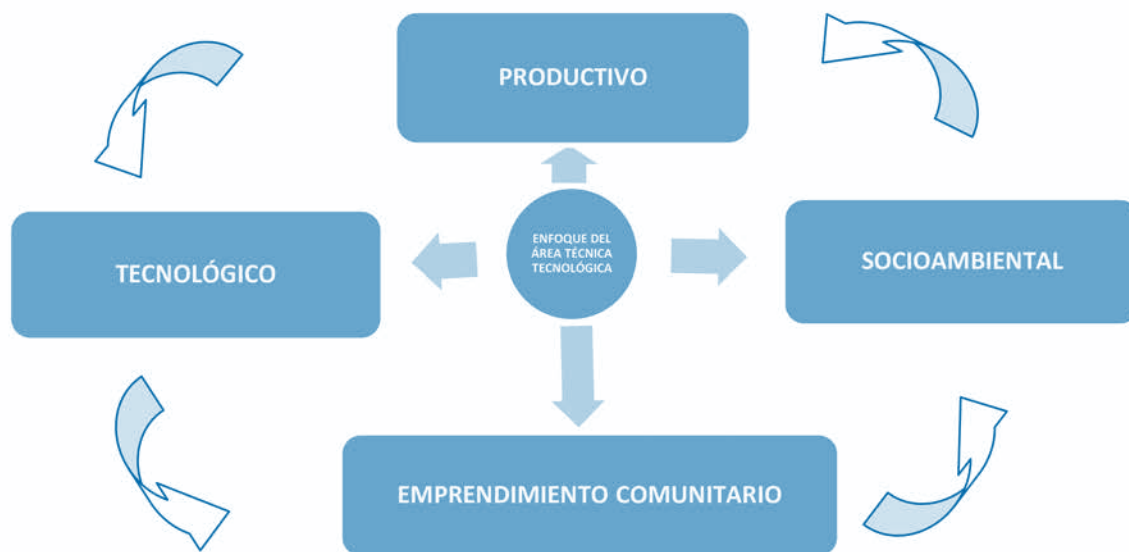 PRODUCTIVO
ENFOQUE DEL
ÁREA TÉCNICA
TECNOLÓGICA
TECNOLÓGICO
SOCIOAMBIENTAL
EMPRENDIMIENTO COMUNITARIO